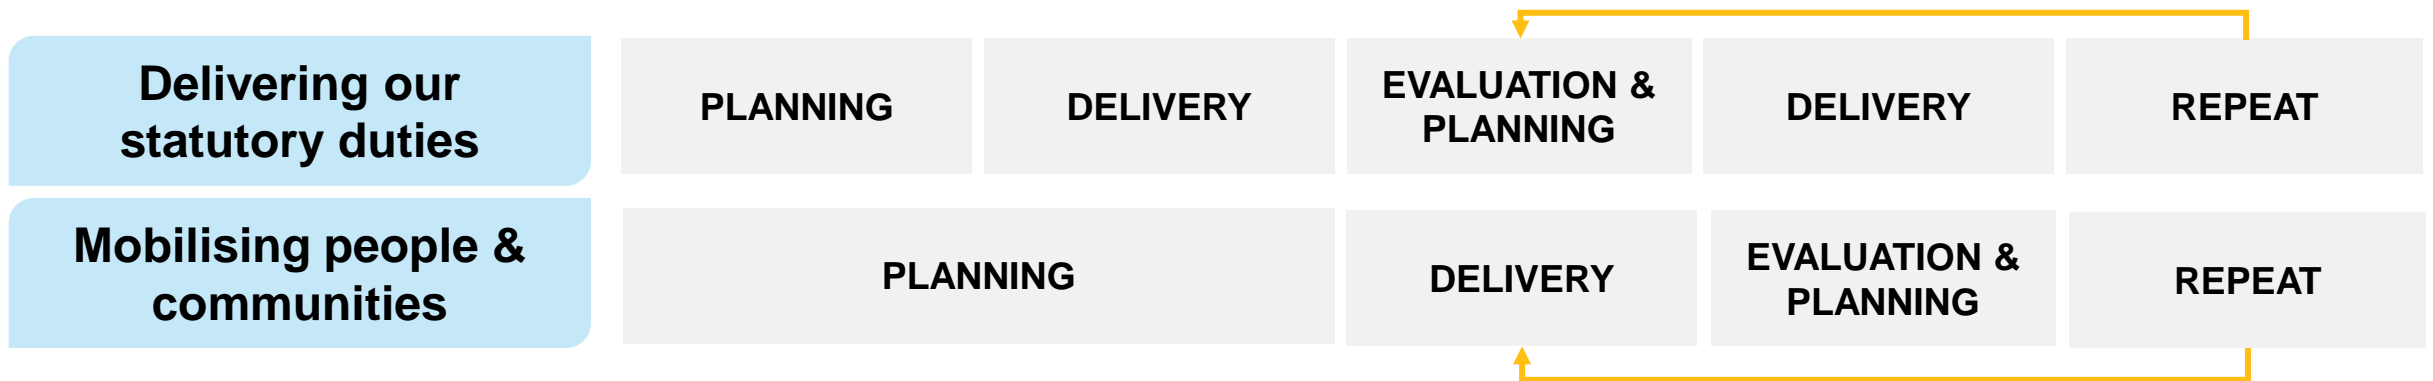 Delivering our
statutory duties
PLANNING
DELIVERY
EVALUATION &
PLANNING
DELIVERY
REPEAT
Mobilising people &
communities
PLANNING
DELIVERY
EVALUATION &
PLANNING
REPEAT